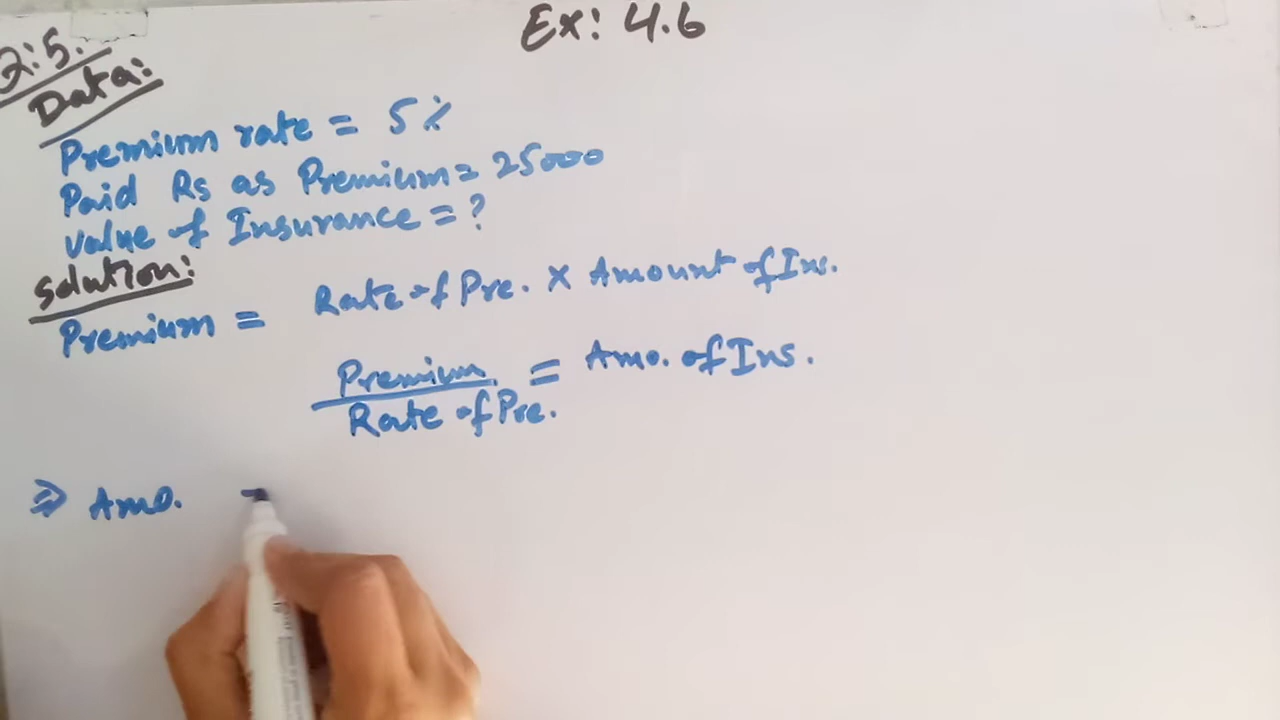 Ex: 4.6
Q:5.
Data:
Premium rate = 5%
Paid Rs as Premium = 25000
Value of Insurance = ?
Solution:
Premium = Rate of Pre. × Amount of Ins.
Premium / Rate of Pre. = Amo. of Ins.
⇒ Amo.